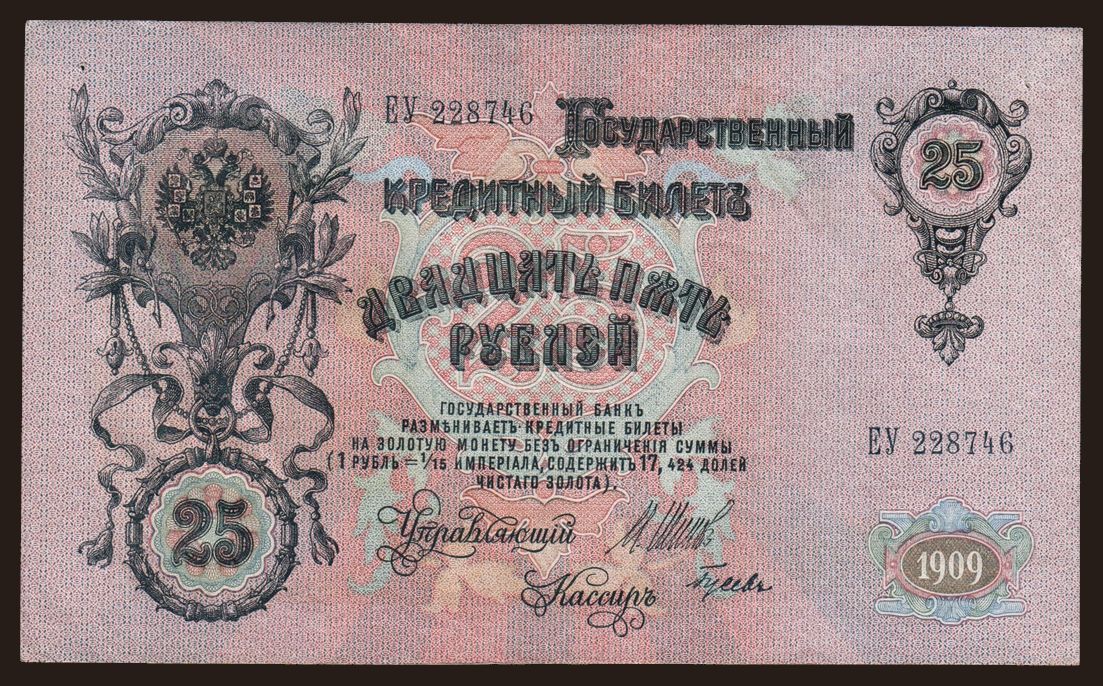 ЕУ 228746
ГОСУДАРСТВЕННЫЙ
КРЕДИТНЫЙ БИЛЕТЪ
25
ДВАДЦАТЬ ПЯТЬ
РУБЛЕЙ
ГОСУДАРСТВЕННЫЙ БАНКЪ
РАЗМѢНИВАЕТЪ КРЕДИТНЫЕ БИЛЕТЫ
НА ЗОЛОТУЮ МОНЕТУ БЕЗЪ ОГРАНИЧЕНІЯ СУММЫ
(1 РУБЛЬ = 1/15 ИМПЕРІАЛА, СОДЕРЖИТЪ 17, 424 ДОЛЕЙ
ЧИСТАГО ЗОЛОТА).
ЕУ 228746
25
Управляющій
Кассиръ
1909
25